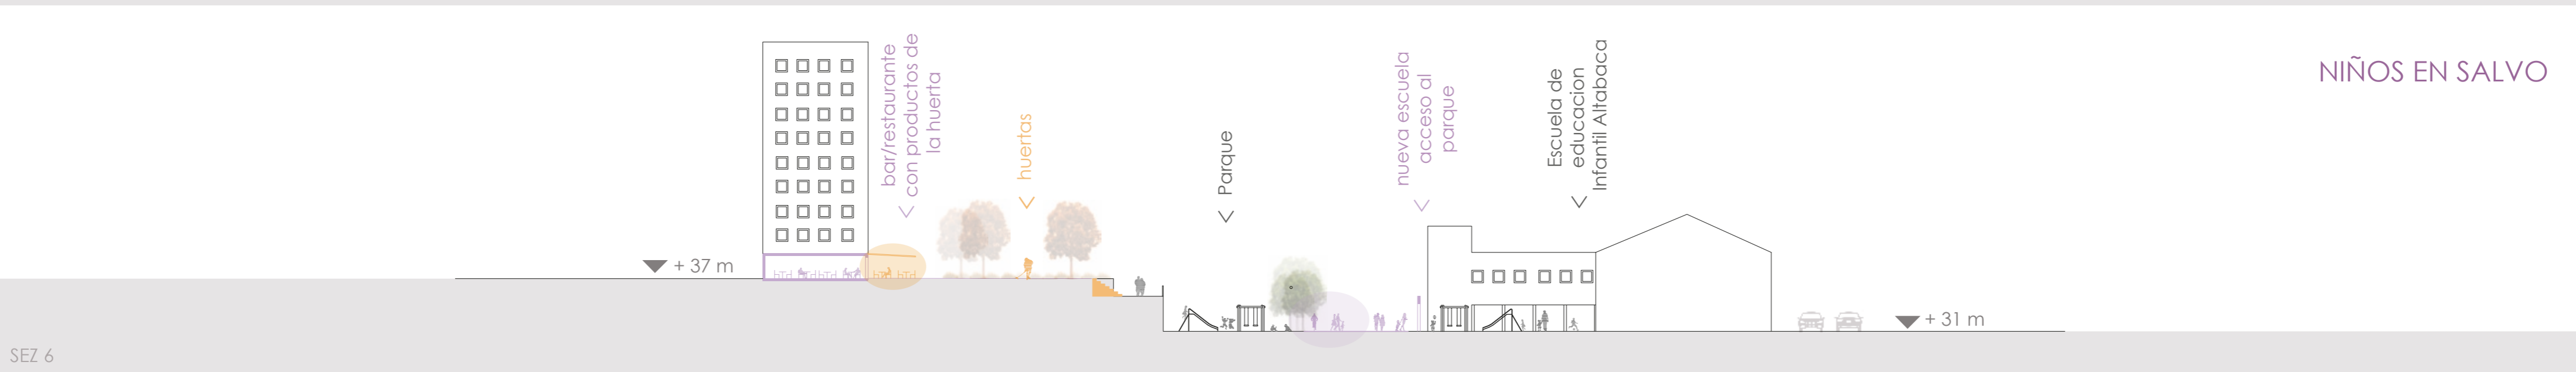 NIÑOS EN SALVO
bar/restaurante
con productos de
la huerta
huertas
Parque
nueva escuela
acceso al
parque
Escuela de
educacion
Infantil Altabaca
+ 37 m
+ 31 m
SEZ 6